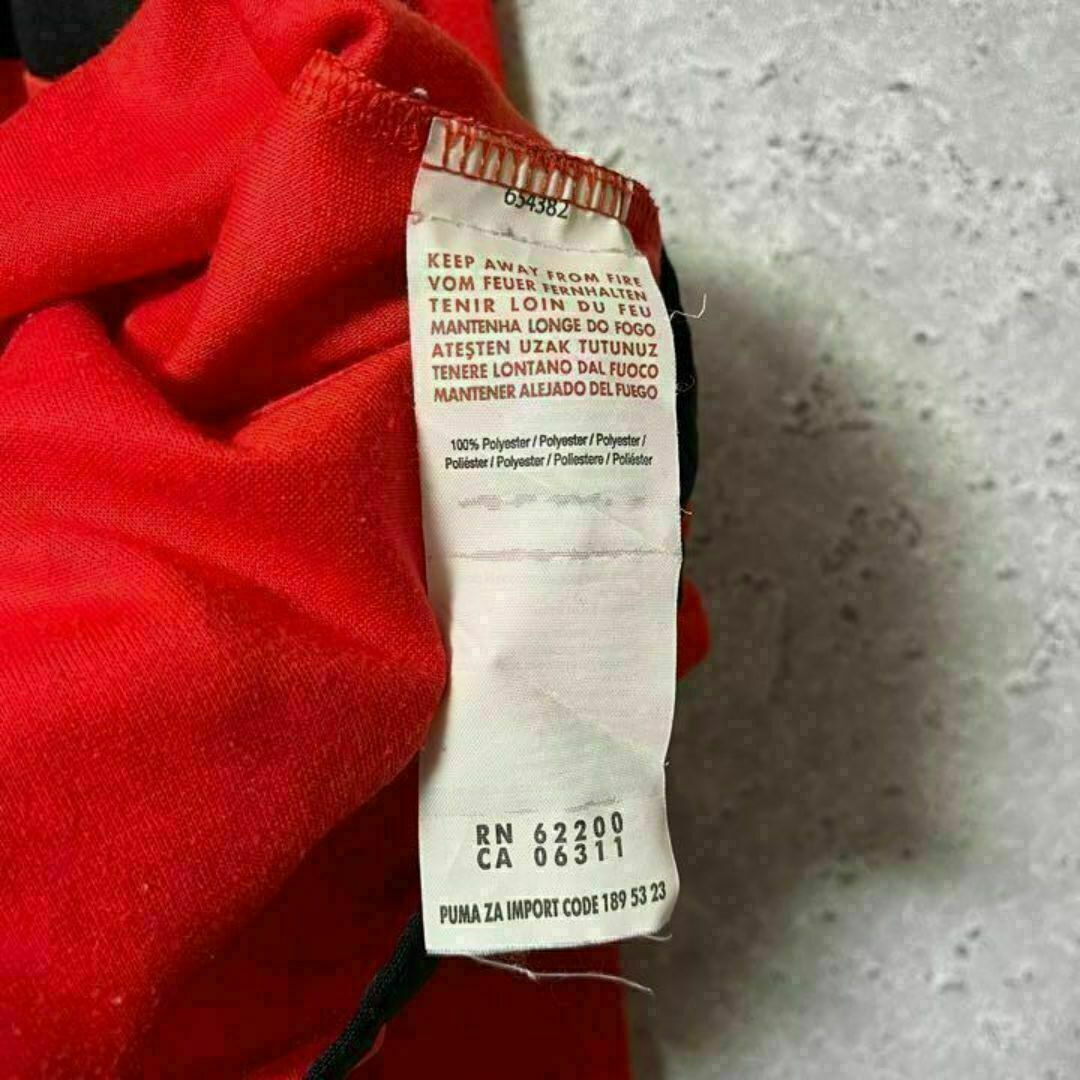 654382
KEEP AWAY FROM FIRE
VOM FEUER FERNHALTEN
TENIR LOIN DU FEU
MANTENHA LONGE DO FOGO
ATEŞTEN UZAK TUTUNUZ
TENERE LONTANO DAL FUOCO
MANTENER ALEJADO DEL FUEGO
100% Polyester / Polyester / Polyester /
Poliéster / Polyester / Poliestere / Poliéster
RN 62200
CA 06311
PUMA ZA IMPORT CODE 189 53 23